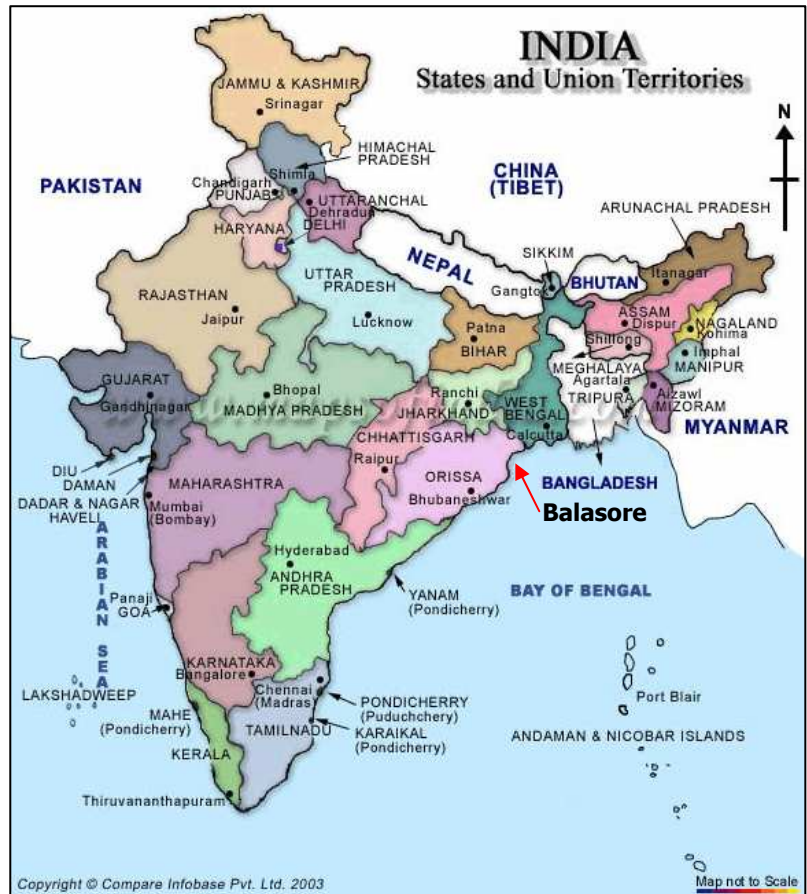 INDIA
States and Union Territories
N
JAMMU & KASHMIR
Srinagar
HIMACHAL
PRADESH
PAKISTAN
CHINA
(TIBET)
Shimla
Chandigarh
PUNJAB
UTTARANCHAL
Dehradun
HARYANA
DELHI
ARUNACHAL PRADESH
NEPAL
SIKKIM
Gangtok
BHUTAN
Itanagar
RAJASTHAN
Jaipur
UTTAR
PRADESH
Lucknow
ASSAM
Dispur
NAGALAND
Kohima
Patna
BIHAR
Shillong
MEGHALAYA
Imphal
MANIPUR
GUJARAT
Gandhinagar
Bhopal
MADHYA PRADESH
Ranchi
JHARKHAND
WEST
BENGAL
Calcutta
Agartala
TRIPURA
Aizawl
MIZORAM
MYANMAR
CHHATTISGARH
Raipur
DIU
DAMAN
DADAR & NAGAR
HAVELI
MAHARASHTRA
Mumbai
(Bombay)
ORISSA
Bhubaneshwar
BANGLADESH
Balasore
ARABIAN SEA
Hyderabad
ANDHRA
PRADESH
YANAM
(Pondicherry)
BAY OF BENGAL
Panaji
GOA
KARNATAKA
Bangalore
LAKSHADWEEP
Chennai
(Madras)
PONDICHERRY
(Puduchchery)
MAHE
(Pondicherry)
TAMILNADU
KARAIKAL
(Pondicherry)
Port Blair
ANDAMAN & NICOBAR ISLANDS
KERALA
Thiruvananthapuram
Copyright © Compare Infobase Pvt. Ltd. 2003
Map not to Scale